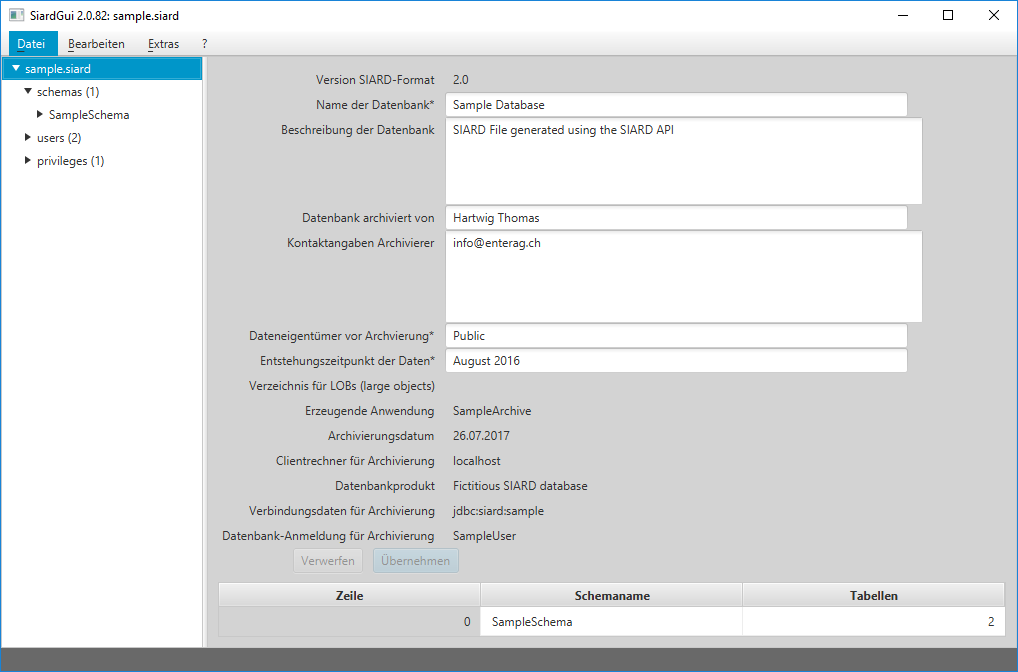 SiardGui 2.0.82: sample.siard
Datei Bearbeiten Extras ?
sample.siard
schemas (1)
SampleSchema
users (2)
privileges (1)
Version SIARD-Format 2.0
Name der Datenbank* Sample Database
Beschreibung der Datenbank SIARD File generated using the SIARD API
Datenbank archiviert von Hartwig Thomas
Kontaktangaben Archivierer info@enterag.ch
Dateneigentümer vor Archvierung* Public
Entstehungszeitpunkt der Daten* August 2016
Verzeichnis für LOBs (large objects)
Erzeugende Anwendung SampleArchive
Archivierungsdatum 26.07.2017
Clientrechner für Archivierung localhost
Datenbankprodukt Fictitious SIARD database
Verbindungsdaten für Archivierung jdbc:siard:sample
Datenbank-Anmeldung für Archivierung SampleUser
Verwerfen Übernehmen
Zeile Schemaname Tabellen
0 SampleSchema 2